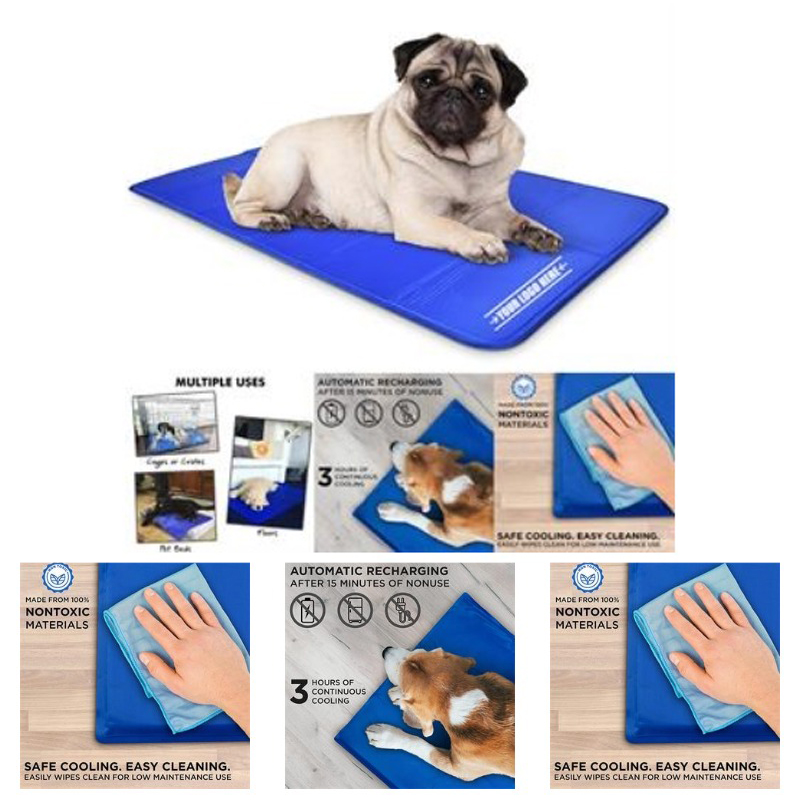 YOUR LOGO HERE
MULTIPLE USES
Cages or Crates
Pet Beds
Floors
AUTOMATIC RECHARGING
AFTER 15 MINUTES OF NONUSE
3 HOURS OF
CONTINUOUS
COOLING
MADE FROM 100%
NONTOXIC
MATERIALS
SAFE COOLING. EASY CLEANING.
EASILY WIPES CLEAN FOR LOW MAINTENANCE USE
MADE FROM 100%
NONTOXIC
MATERIALS
SAFE COOLING. EASY CLEANING.
EASILY WIPES CLEAN FOR LOW MAINTENANCE USE
AUTOMATIC RECHARGING
AFTER 15 MINUTES OF NONUSE
3 HOURS OF
CONTINUOUS
COOLING
MADE FROM 100%
NONTOXIC
MATERIALS
SAFE COOLING. EASY CLEANING.
EASILY WIPES CLEAN FOR LOW MAINTENANCE USE